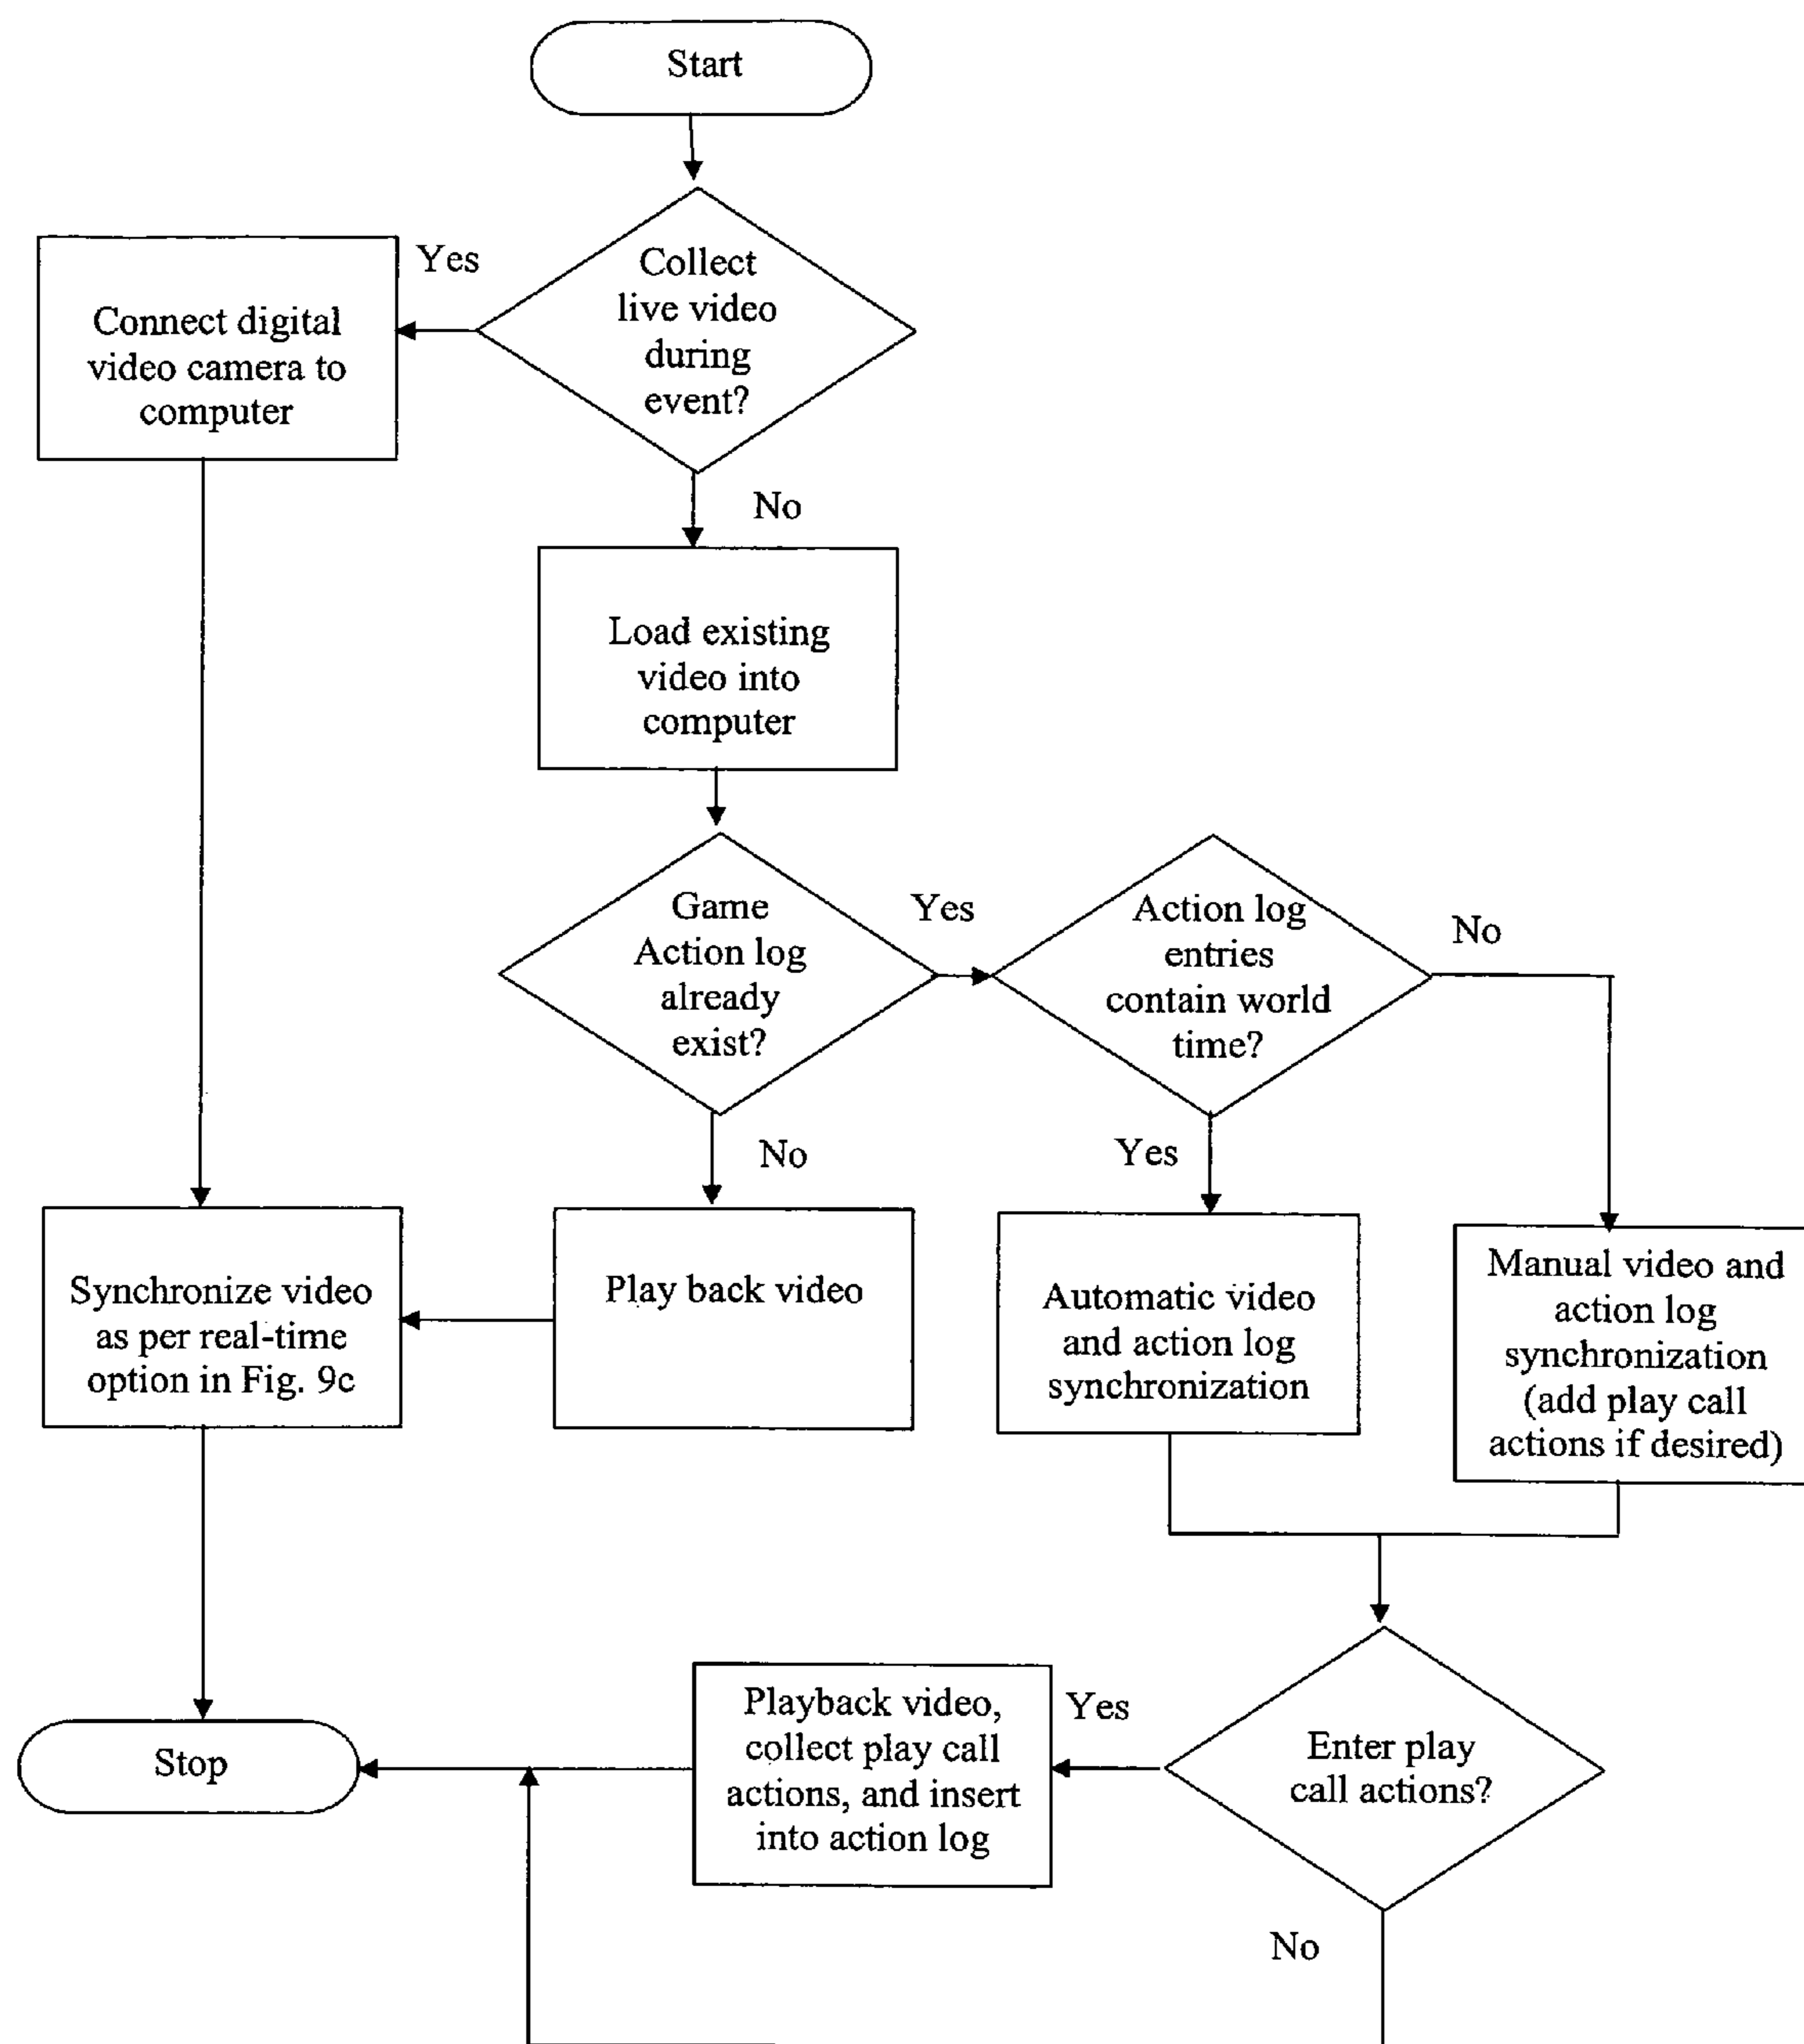 Start
Collect
live video
during
event?
Yes
Connect digital
video camera to
computer
No
Load existing
video into
computer
Game
Action log
already
exist?
Yes
Action log
entries
contain world
time?
No
No
Yes
Synchronize video
as per real-time
option in Fig. 9c
Play back video
Automatic video
and action log
synchronization
Manual video and
action log
synchronization
(add play call
actions if desired)
Stop
Playback video,
collect play call
actions, and insert
into action log
Yes
Enter play
call actions?
No